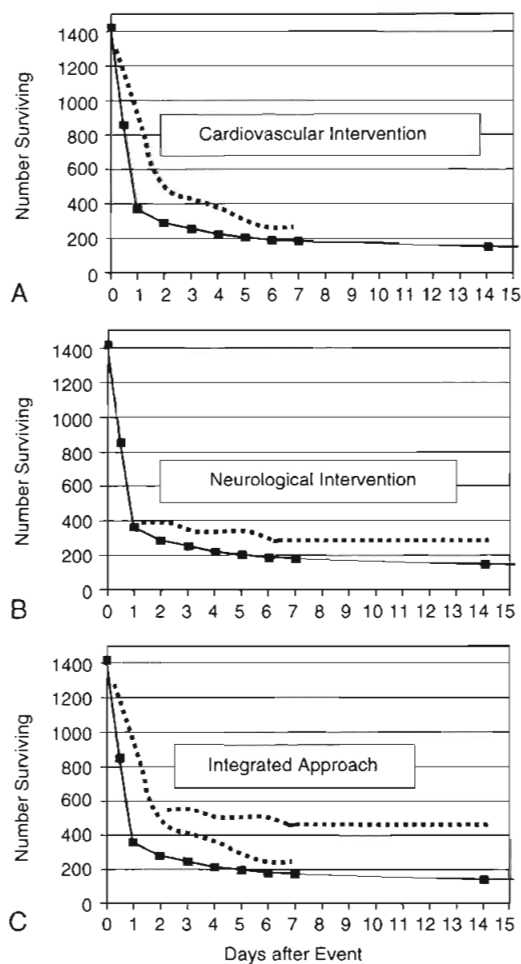 1400
1200
1000
800
600
400
200
0
Number Surviving
Cardiovascular Intervention
0 1 2 3 4 5 6 7 8 9 10 11 12 13 14 15
A
1400
1200
1000
800
600
400
200
0
Number Surviving
Neurological Intervention
0 1 2 3 4 5 6 7 8 9 10 11 12 13 14 15
B
1400
1200
1000
800
600
400
200
0
Number Surviving
Integrated Approach
0 1 2 3 4 5 6 7 8 9 10 11 12 13 14 15
C
Days after Event